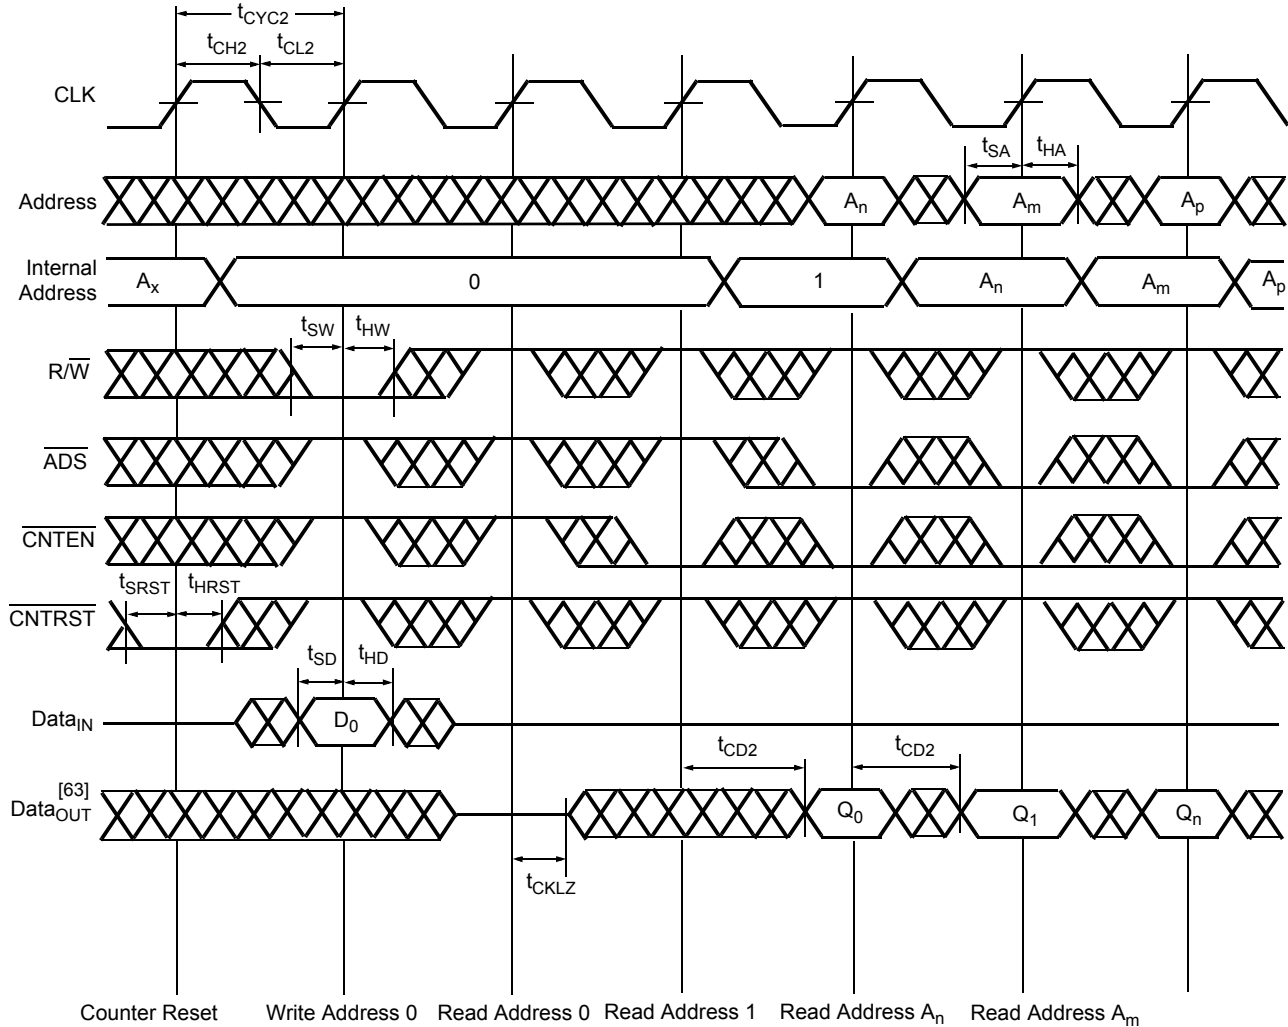 tCYC2
tCH2 tCL2
CLK
tSA tHA
Address An Am Ap
Internal Address Ax 0 1 An Am Ap
tSW tHW
R/W
ADS
CNTEN
tSRST tHRST
CNTRST
tSD tHD
DataIN D0
tCD2 tCD2
[63]
DataOUT Q0 Q1 Qn
tCKLZ
Counter Reset Write Address 0 Read Address 0 Read Address 1 Read Address An Read Address Am